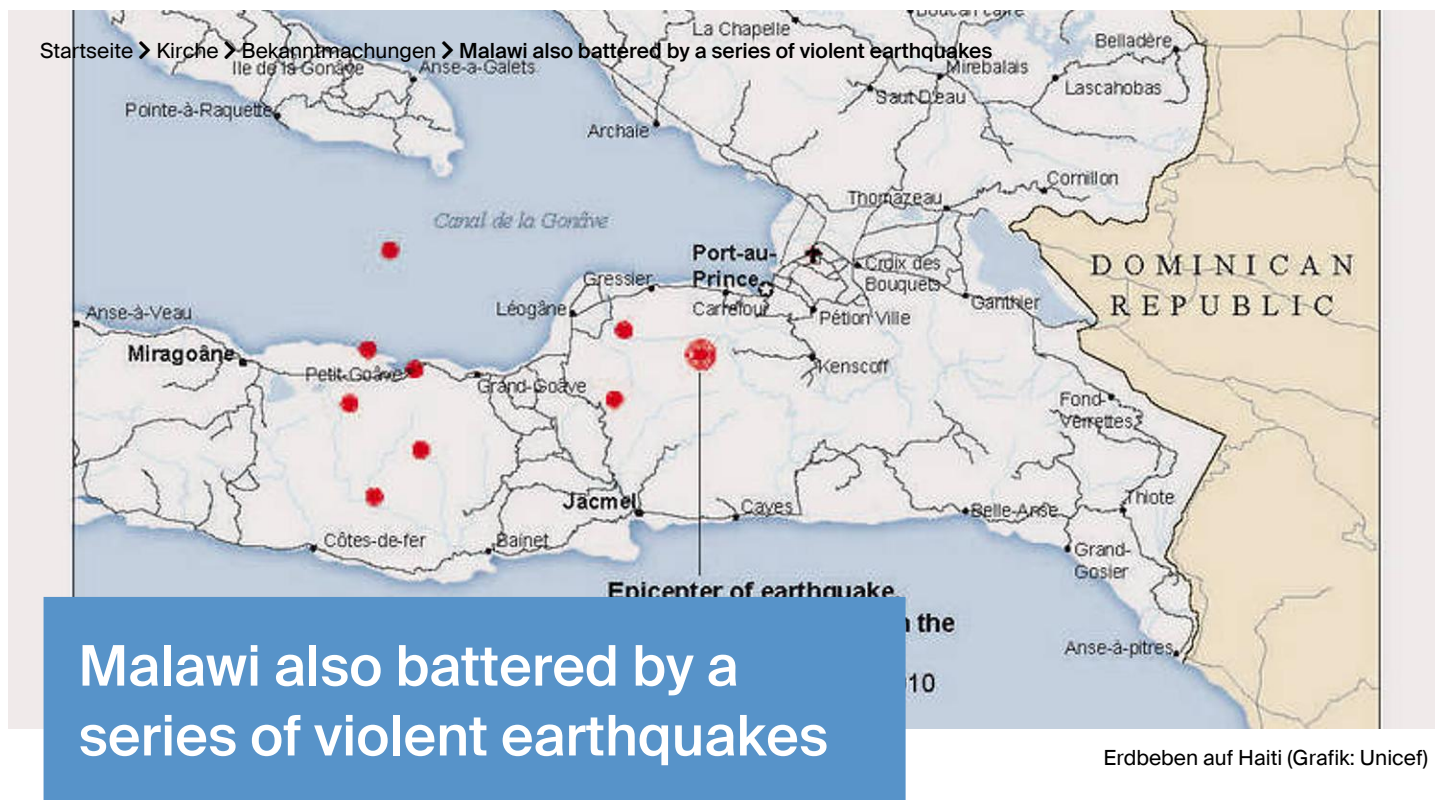 Boucan Carre
La Chapelle
Belladère
Startseite > Kirche > Bekanntmachungen > Malawi also battered by a series of violent earthquakes
Ile de la Gonâve
Anse-à-Galets
Mirebalais
Saut D'eau
Lascahobas
Pointe-à-Raquette
Archaie
Cornillon
Thomazeau
Canal de la Gonâve
Port-au-
Prince
Croix des
Bouquets
DOMINICAN
REPUBLIC
Gressier
Ganthier
Anse-à-Veau
Léogâne
Carrefour
Pétion Ville
Miragoâne
Petit-Goâve
Grand-Goâve
Kenscoff
Fond-
Verrettes
Jacmel
Cayes
Belle-Anse
Thiote
Côtes-de-fer
Bainet
Grand-
Gosier
Epicenter of earthquake
the
Anse-à-pitres
10
Malawi also battered by a
series of violent earthquakes
Erdbeben auf Haiti (Grafik: Unicef)